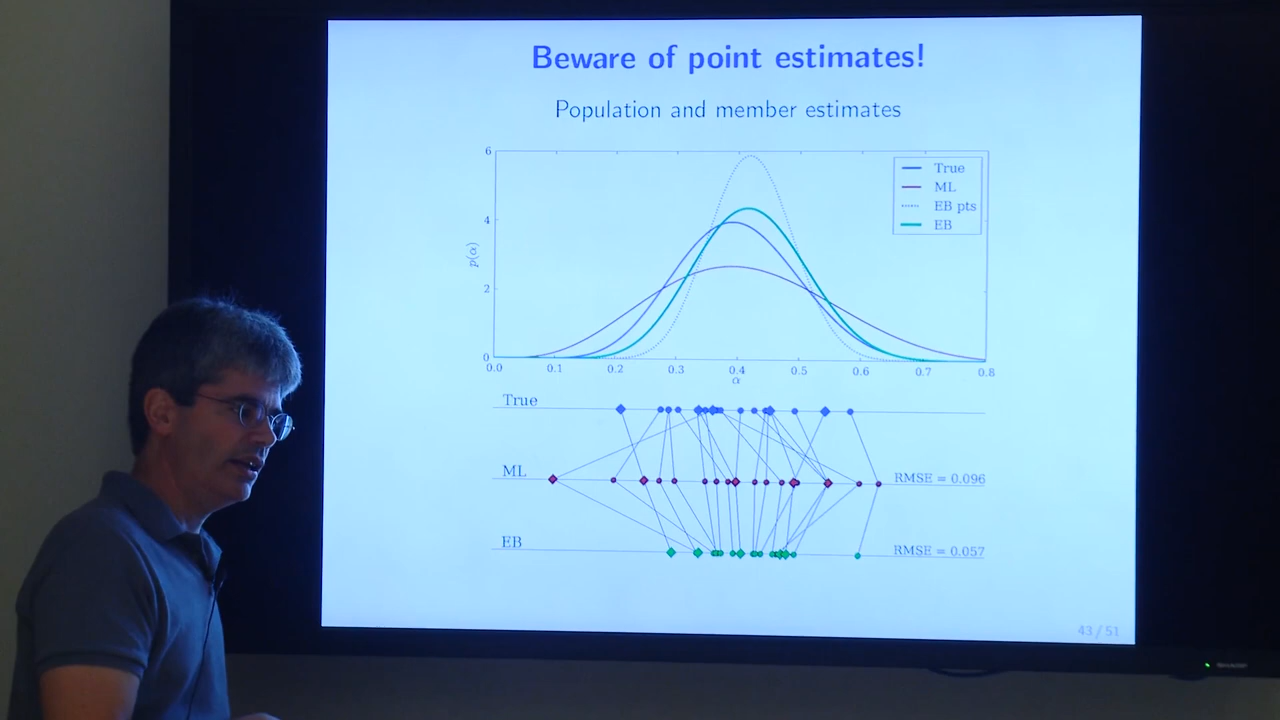 Beware of point estimates!
Population and member estimates
6
4
2
0
p(α)
True
ML
EB pts
EB
0.0 0.1 0.2 0.3 0.4 0.5 0.6 0.7 0.8
α
True
ML
RMSE = 0.096
EB
RMSE = 0.057
43 / 51